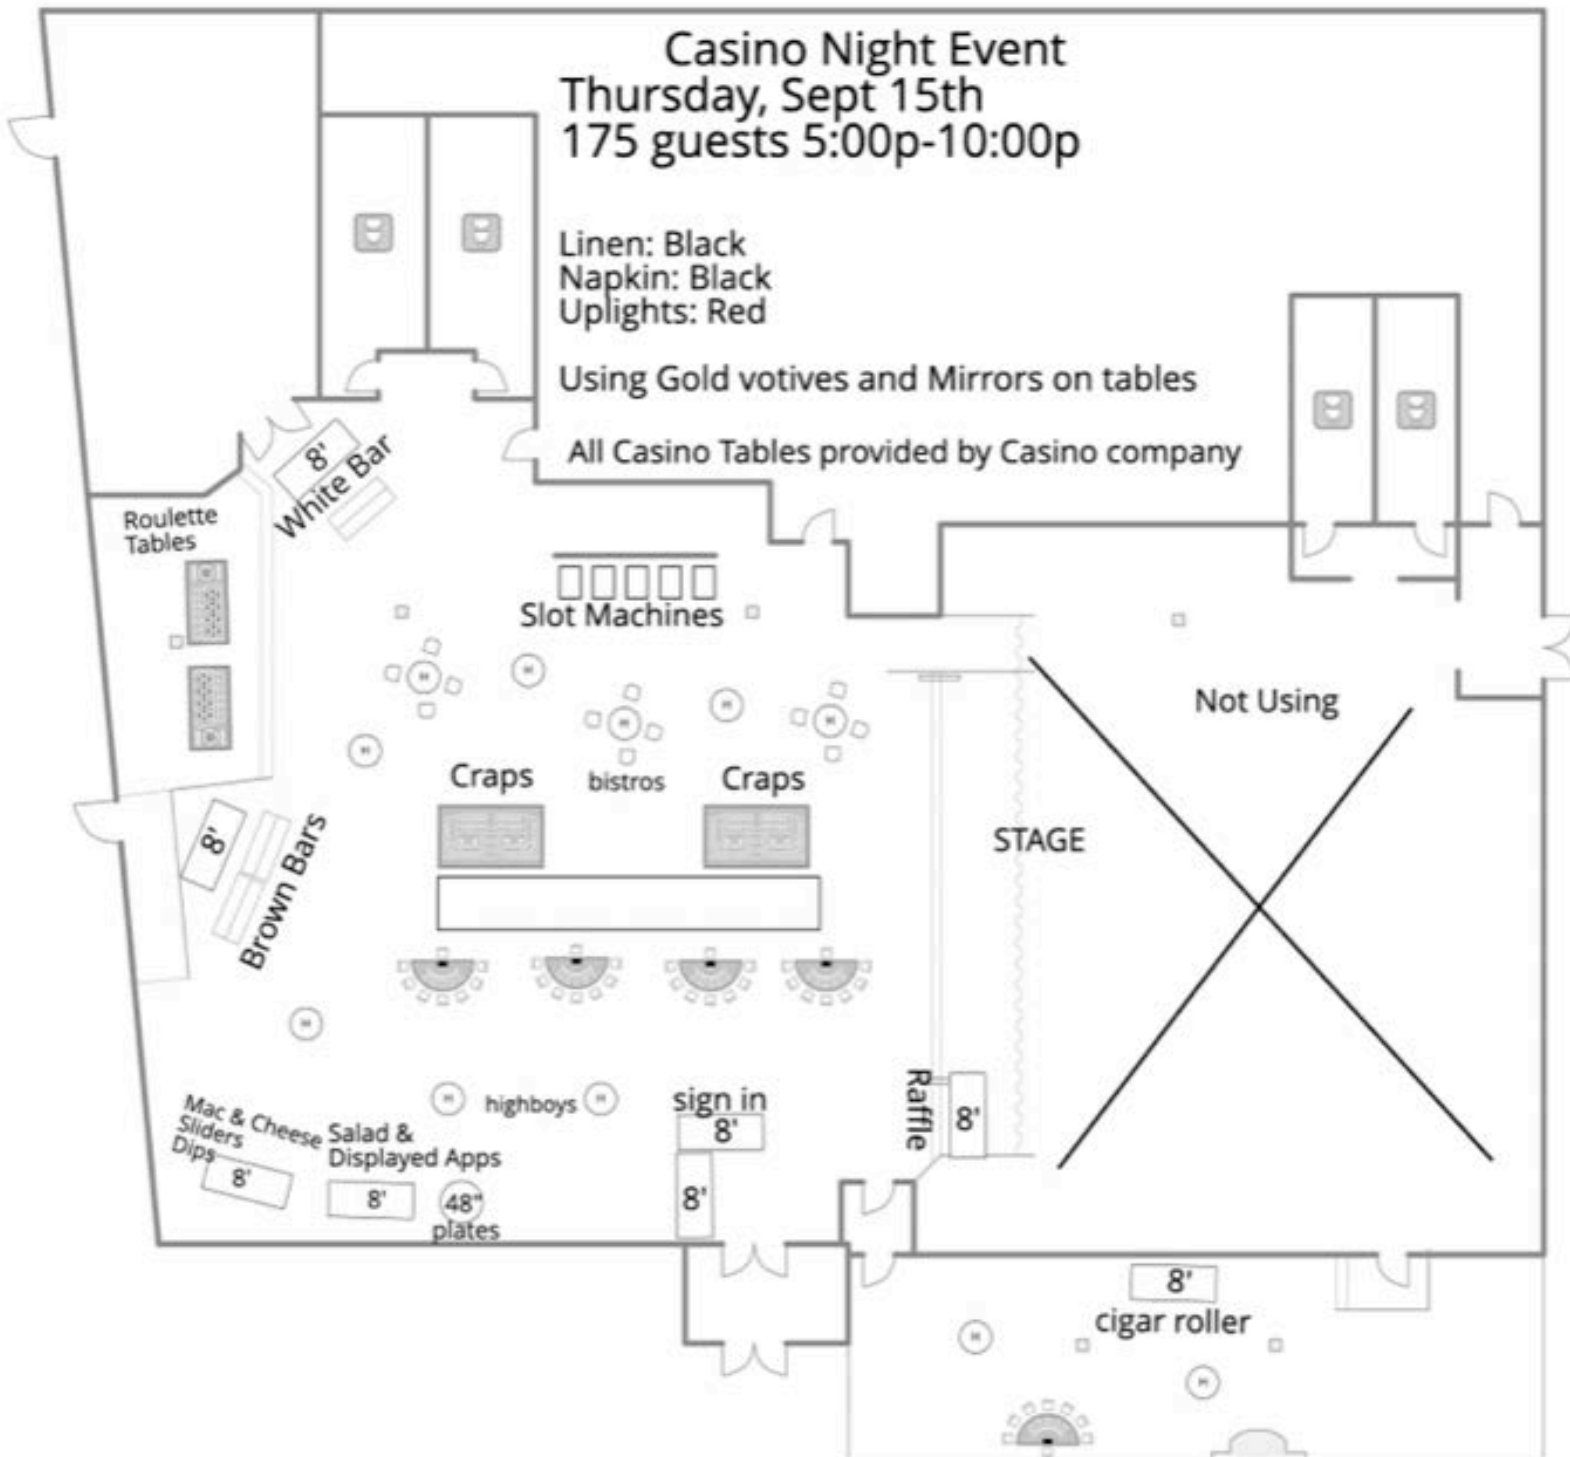 Casino Night Event
Thursday, Sept 15th
175 guests 5:00p-10:00p
Linen: Black
Napkin: Black
Uplights: Red
Using Gold votives and Mirrors on tables
All Casino Tables provided by Casino company
8'
White Bar
Roulette
Tables
Slot Machines
Not Using
H
H
H
H
H
H
Craps
bistros
Craps
STAGE
8'
Brown Bars
H
H
highboys
H
sign in
8'
Raffle
8'
Mac & Cheese
Sliders
Dips
8'
Salad &
Displayed Apps
8'
48"
plates
8'
8'
cigar roller
H
H